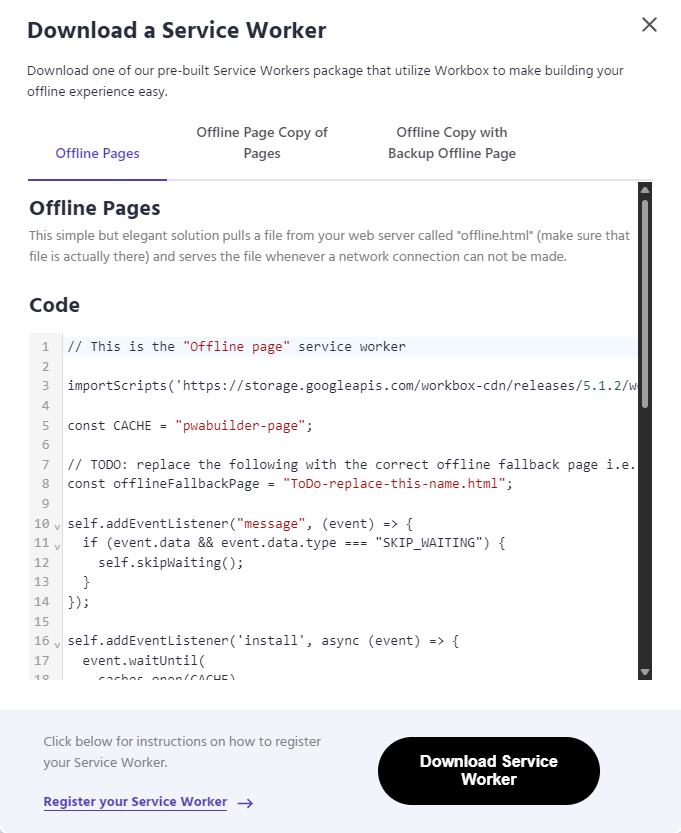 Download a Service Worker
Download one of our pre-built Service Workers package that utilize Workbox to make building your
offline experience easy.
Offline Pages
Offline Page Copy of
Pages
Offline Copy with
Backup Offline Page
Offline Pages
This simple but elegant solution pulls a file from your web server called "offline.html" (make sure that
file is actually there) and serves the file whenever a network connection can not be made.
Code
1 // This is the "Offline page" service worker
2
3 importScripts('https://storage.googleapis.com/workbox-cdn/releases/5.1.2/w
4
5 const CACHE = "pwabuilder-page";
6
7 // TODO: replace the following with the correct offline fallback page i.e.
8 const offlineFallbackPage = "ToDo-replace-this-name.html";
9
10 self.addEventListener("message", (event) => {
11 if (event.data && event.data.type === "SKIP_WAITING") {
12 self.skipWaiting();
13 }
14 });
15
16 self.addEventListener('install', async (event) => {
17 event.waitUntil(
18 caches.open(CACHE)
Click below for instructions on how to register
your Service Worker.
Register your Service Worker
Download Service
Worker